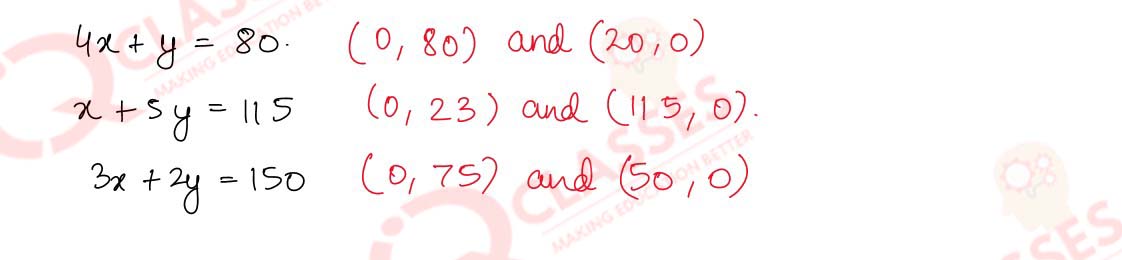 4x + y = 80. (0, 80) and (20, 0)
x + 5y = 115 (0, 23) and (115, 0).
3x + 2y = 150 (0, 75) and (50, 0)
CLASSES
MAKING EDUCATION BETTER
CLASSES
MAKING EDUCATION BETTER